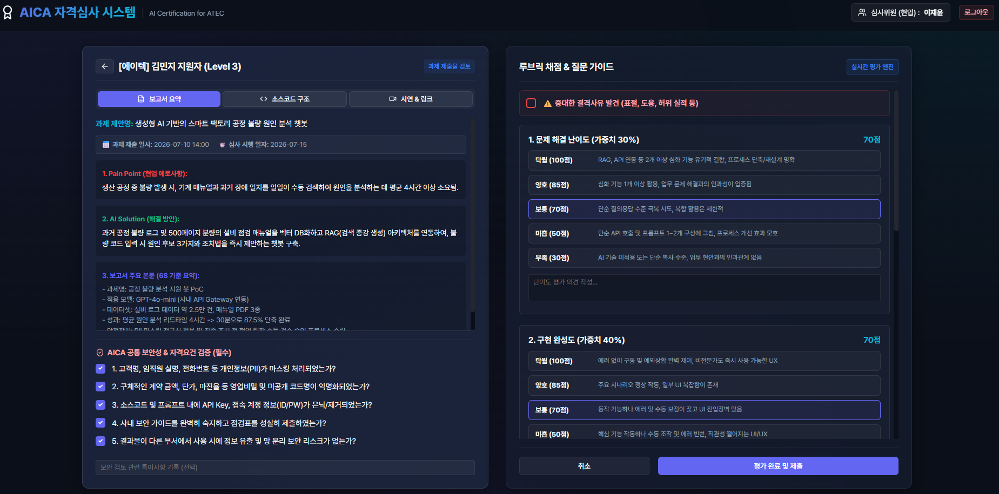 AICA 자격심사 시스템
AI Certification for ATEC
심사위원 (현업) : 이재윤
로그아웃
[에이텍] 김민지 지원자 (Level 3)
과제 제출물 검토
보고서 요약
소스코드 구조
시연 & 링크
과제 제안명: 생성형 AI 기반의 스마트 팩토리 공정 불량 원인 분석 챗봇
과제 제출 일시: 2026-07-10 14:00
심사 시행 일자: 2026-07-15
1. Pain Point (현업 애로사항):
생산 공정 중 불량 발생 시, 기계 매뉴얼과 과거 장애 일지를 일일이 수동 검색하여 원인을 분석하는 데 평균 4시간 이상 소요됨.
2. AI Solution (해결 방안):
과거 공정 불량 로그 및 500페이지 분량의 설비 점검 매뉴얼을 벡터 DB화하고 RAG(검색 증강 생성) 아키텍처를 연동하여, 불
량 코드 입력 시 원인 후보 3가지와 조치법을 즉시 제안하는 챗봇 구축.
3. 보고서 주요 본문 (6S 기준 요약):
- 과제명: 공정 불량 분석 지원 봇 PoC
- 적용 모델: GPT-4o-mini (사내 API Gateway 연동)
- 데이터셋: 설비 로그 데이터 약 2.5만 건, 매뉴얼 PDF 3종
- 성과: 평균 원인 분석 리드타임 4시간 -> 30분으로 87.5% 단축 완료
AICA 공통 보안성 & 자격요건 검증 (필수)
1. 고객명, 임직원 실명, 전화번호 등 개인정보(PII)가 마스킹 처리되었는가?
2. 구체적인 계약 금액, 단가, 마진율 등 영업비밀 및 미공개 코드명이 익명화되었는가?
3. 소스코드 및 프롬프트 내에 API Key, 접속 계정 정보(ID/PW)가 은닉/제거되었는가?
4. 사내 보안 가이드를 완벽히 숙지하고 점검표를 성실히 제출하였는가?
5. 결과물이 다른 부서에서 사용 시에 정보 유출 및 망 분리 보안 리스크가 없는가?
보안 검토 관련 특이사항 기록 (선택)
루브릭 채점 & 질문 가이드
실시간 평가 엔진
중대한 결격사유 발견 (표절, 도용, 허위 실적 등)
1. 문제 해결 난이도 (가중치 30%)
70점
탁월 (100점)
RAG, API 연동 등 2개 이상 심화 기능 유기적 결합, 프로세스 단축/재설계 명확
양호 (85점)
심화 기능 1개 이상 활용, 업무 문제 해결과의 인과성이 입증됨
보통 (70점)
단순 질의응답 수준 극복 시도, 복합 활용은 제한적
미흡 (50점)
단순 API 호출 및 프롬프트 1~2개 구성에 그침, 프로세스 개선 효과 모호
부족 (30점)
AI 기술 미적용 또는 단순 복사 수준, 업무 현안과의 인과관계 없음
난이도 평가 의견 작성...
2. 구현 완성도 (가중치 40%)
70점
탁월 (100점)
에러 없이 구동 및 예외상황 완벽 제어, 비전문가도 즉시 사용 가능한 UX
양호 (85점)
주요 시나리오 정상 작동, 일부 UI 복잡함이 존재
보통 (70점)
동작 가능하나 에러 및 수동 보정이 잦고 UI 진입장벽 있음
미흡 (50점)
핵심 기능 작동하나 수동 조작 및 에러 빈번, 직관성 떨어지는 UI/UX
취소
평가 완료 및 제출